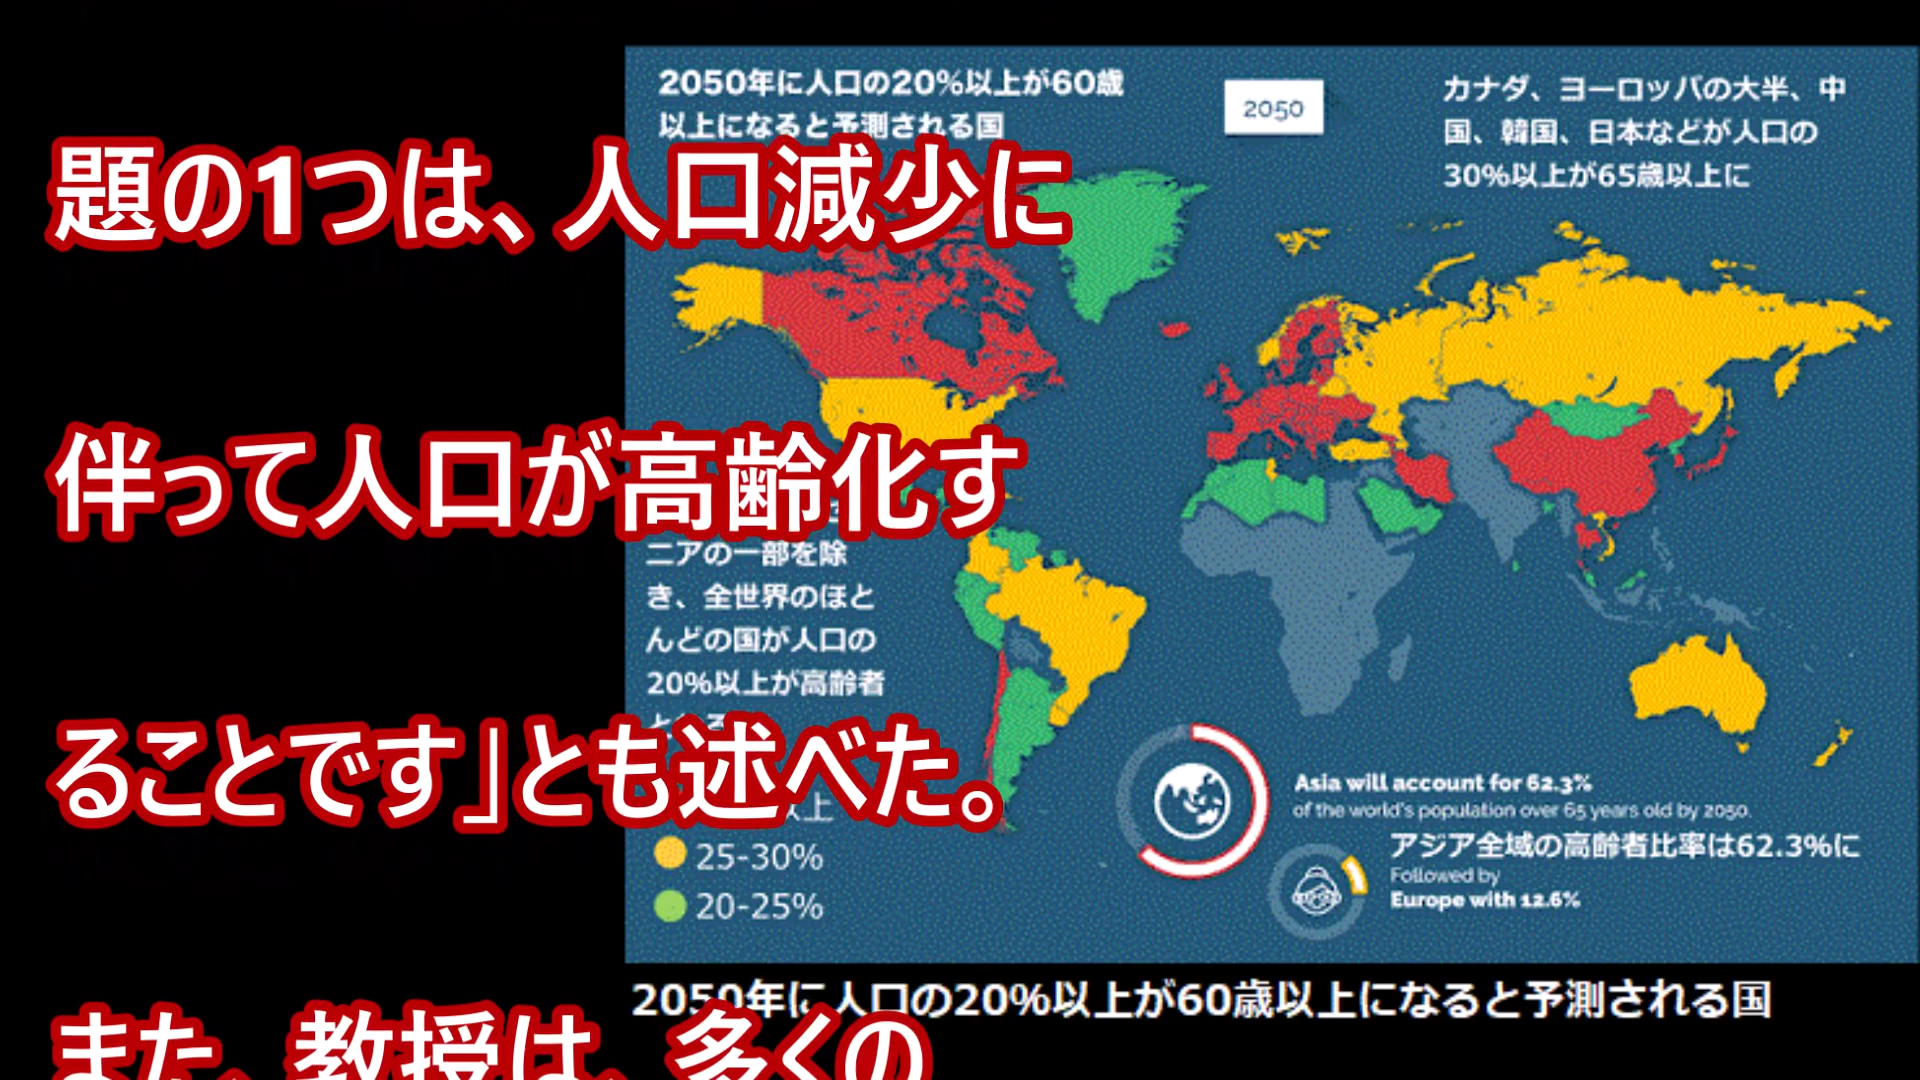 2050年に人口の20%以上が60歳
以上になると予測される国
2050
カナダ、ヨーロッパの大半、中
国、韓国、日本などが人口の
30%以上が65歳以上に
題の1つは、人口減少に
伴って人口が高齢化す
ることです」とも述べた。
また、教授は、多くの
ニアの一部を除
き、全世界のほと
んどの国が人口の
20%以上が高齢者
以上
25-30%
20-25%
Asia will account for 62.3%
of the world's population over 65 years old by 2050.
アジア全域の高齢者比率は62.3%に
Followed by
Europe with 12.6%
2050年に人口の20%以上が60歳以上になると予測される国